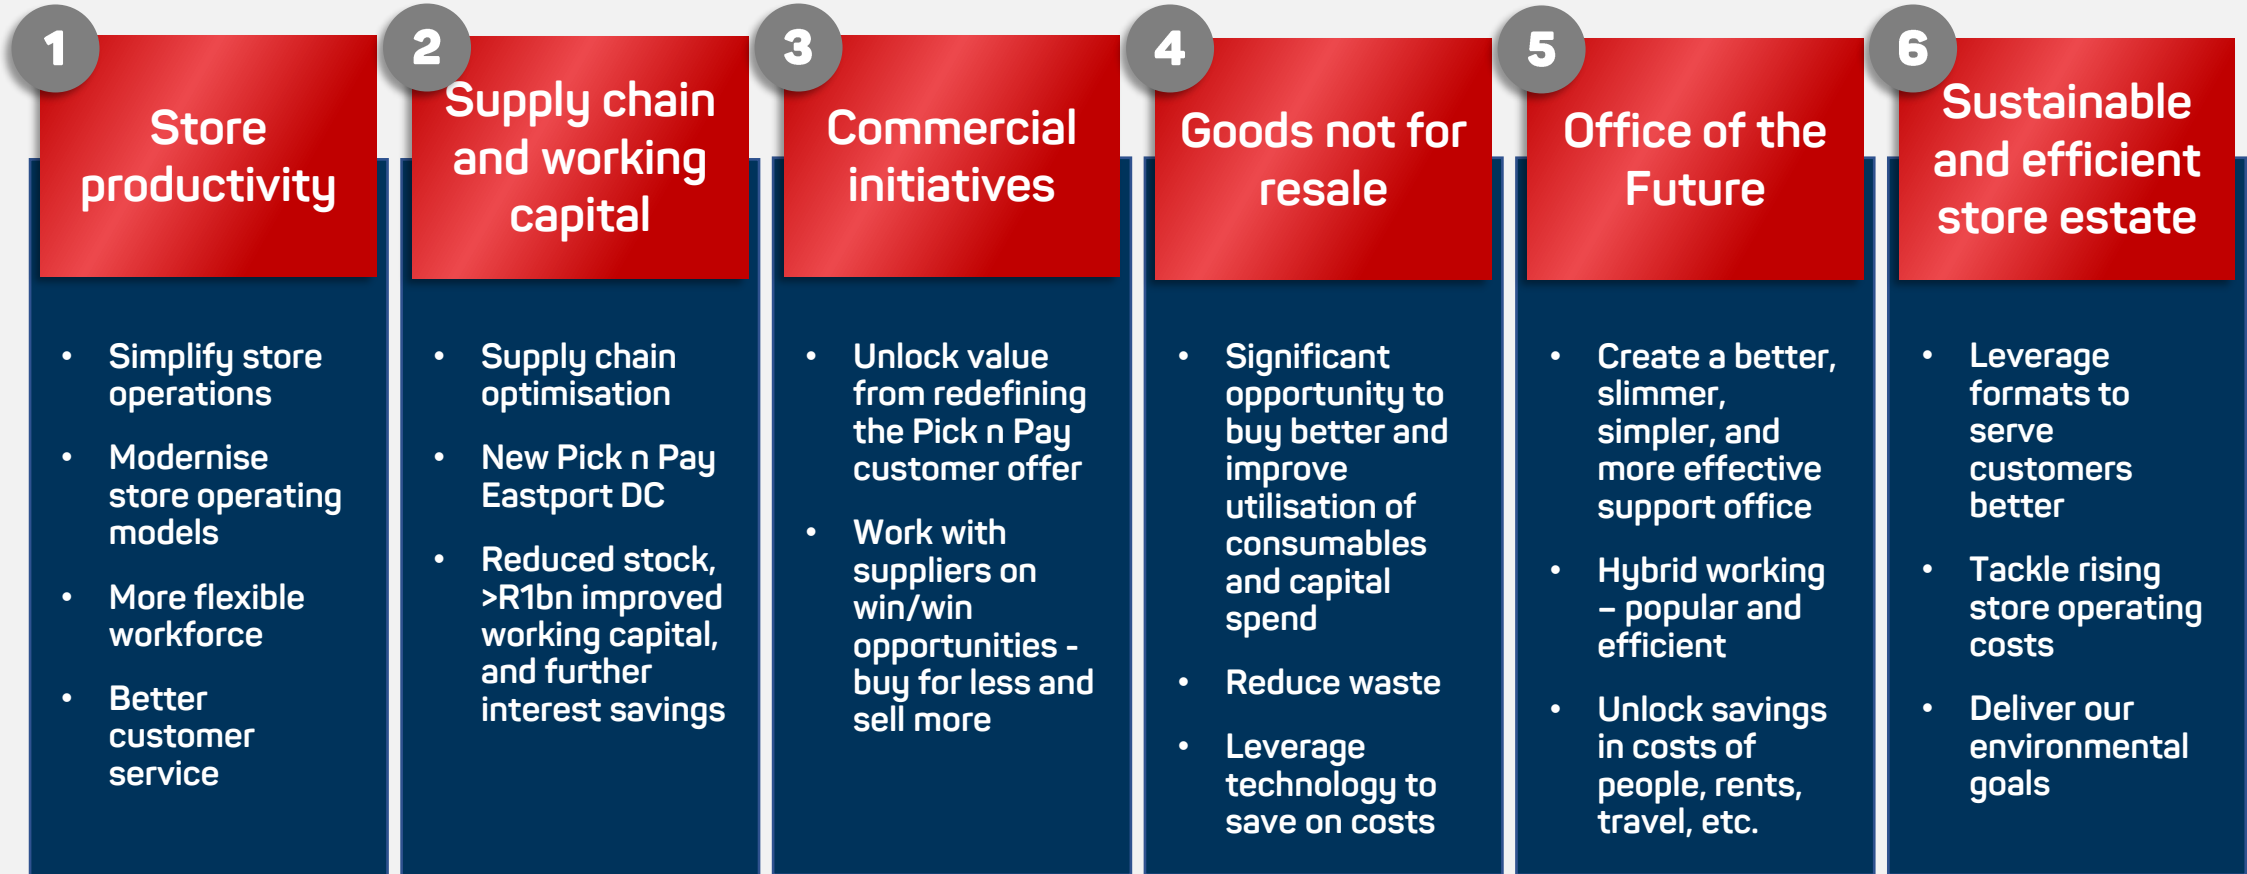 1
Store
productivity
• Simplify store
operations
• Modernise
store operating
models
• More flexible
workforce
• Better
customer
service
2
Supply chain
and working
capital
• Supply chain
optimisation
• New Pick n Pay
Eastport DC
• Reduced stock,
>R1bn improved
working capital,
and further
interest savings
3
Commercial
initiatives
• Unlock value
from redefining
the Pick n Pay
customer offer
• Work with
suppliers on
win/win
opportunities -
buy for less and
sell more
4
Goods not for
resale
• Significant
opportunity to
buy better and
improve
utilisation of
consumables
and capital
spend
• Reduce waste
• Leverage
technology to
save on costs
5
Office of the
Future
• Create a better,
slimmer,
simpler, and
more effective
support office
• Hybrid working
– popular and
efficient
• Unlock savings
in costs of
people, rents,
travel, etc.
6
Sustainable
and efficient
store estate
• Leverage
formats to
serve
customers
better
• Tackle rising
store operating
costs
• Deliver our
environmental
goals